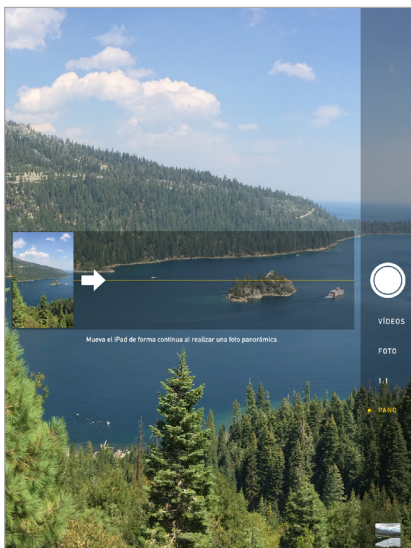 Mueva el iPad de forma continua al realizar una foto panorámica.
VÍDEOS
FOTO
1:1
PANO